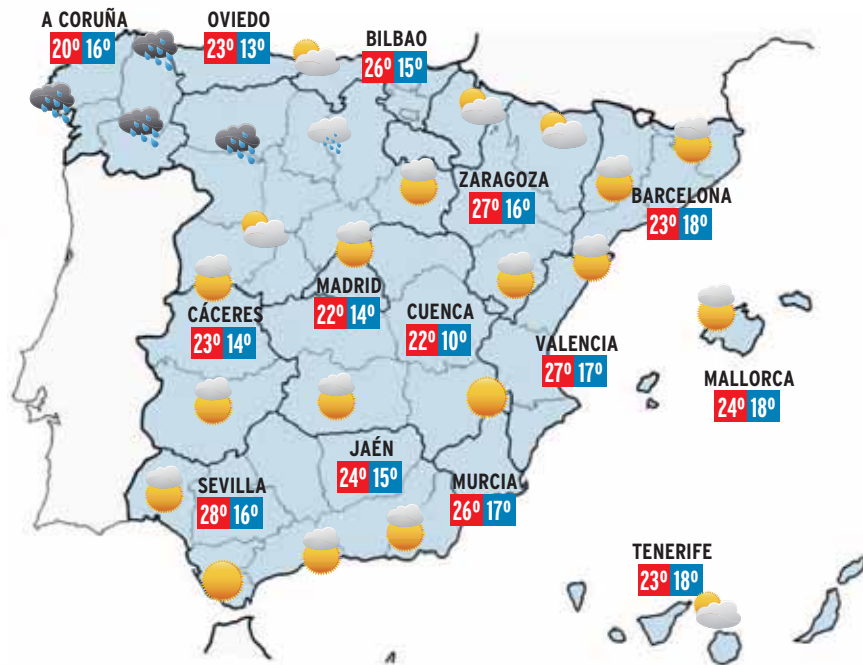 A CORUÑA
20º 16º
OVIEDO
23º 13º
BILBAO
26º 15º
ZARAGOZA
27º 16º
BARCELONA
23º 18º
MADRID
22º 14º
CÁCERES
23º 14º
CUENCA
22º 10º
VALENCIA
27º 17º
MALLORCA
24º 18º
JAÉN
24º 15º
SEVILLA
28º 16º
MURCIA
26º 17º
TENERIFE
23º 18º